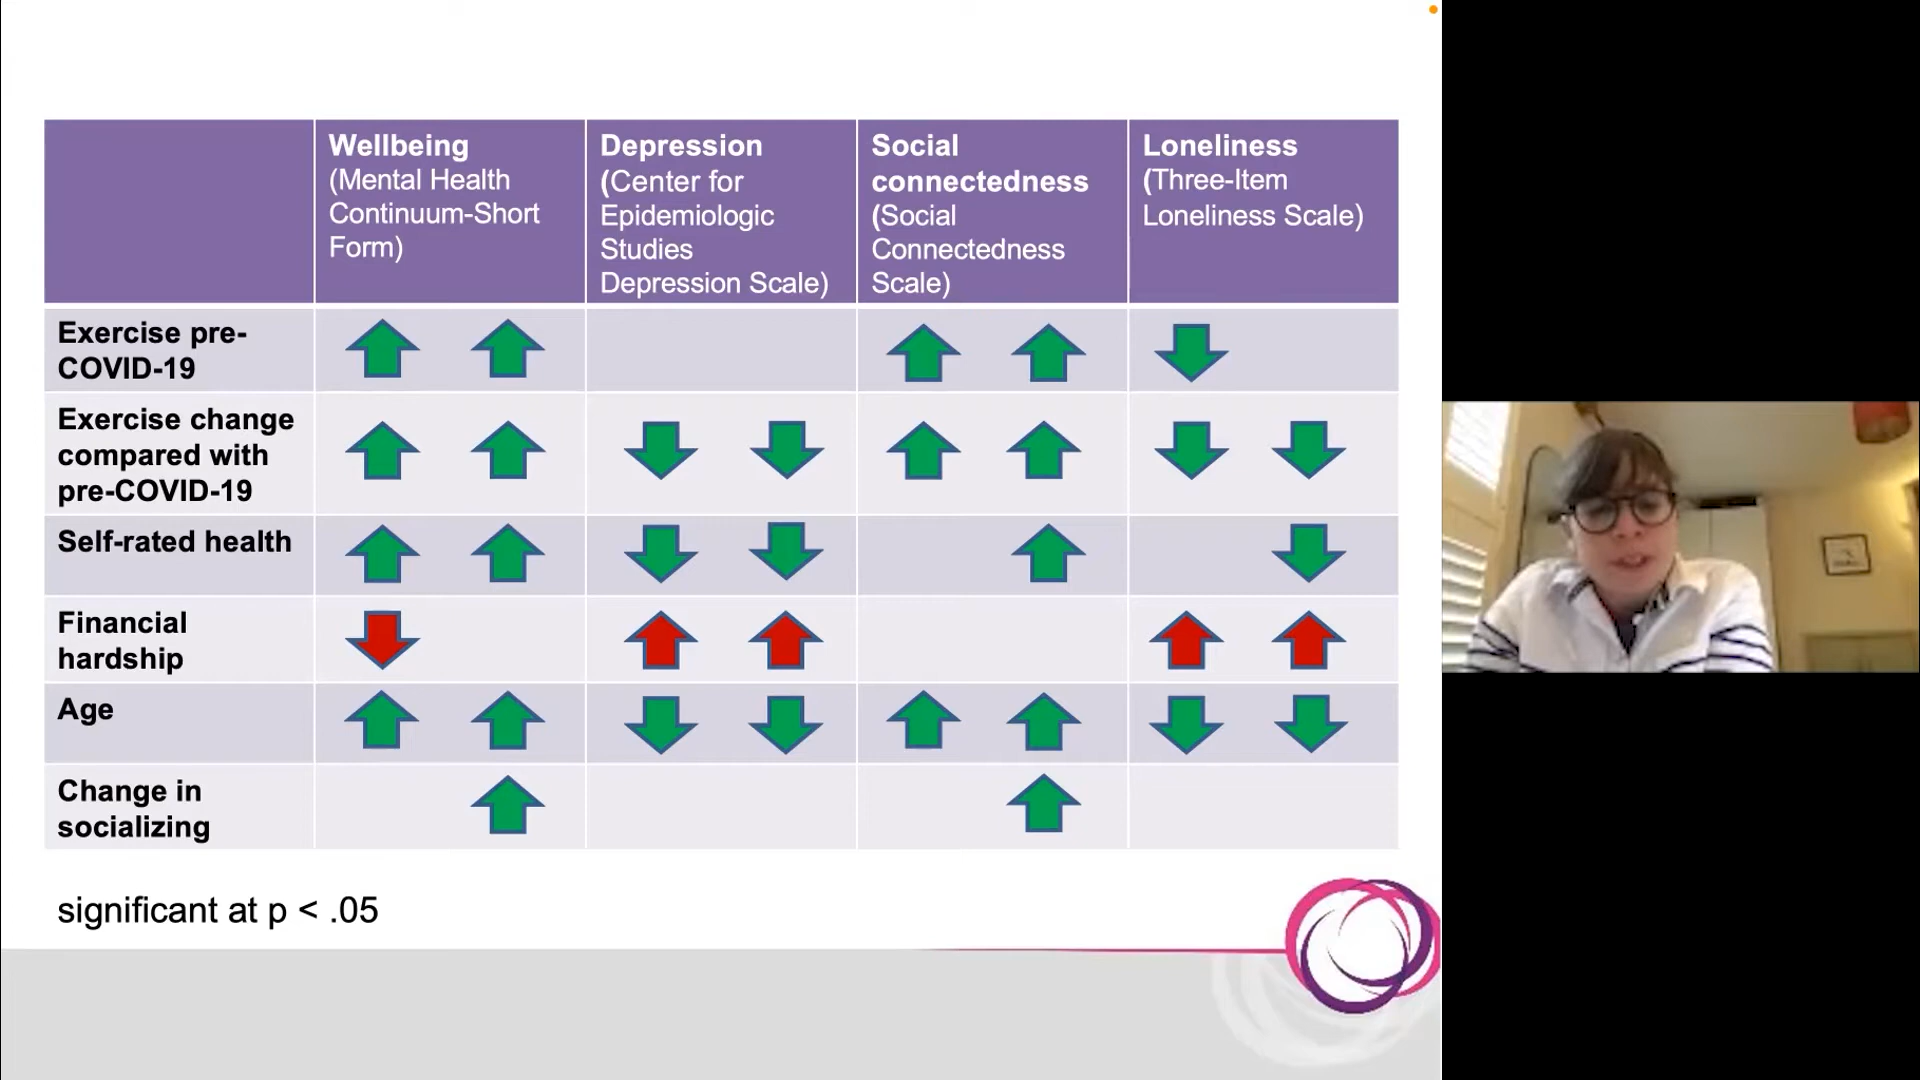 Wellbeing
(Mental Health
Continuum-Short
Form)
Depression
(Center for
Epidemiologic
Studies
Depression Scale)
Social
connectedness
(Social
Connectedness
Scale)
Loneliness
(Three-Item
Loneliness Scale)
Exercise pre-
COVID-19
Exercise change
compared with
pre-COVID-19
Self-rated health
Financial
hardship
Age
Change in
socializing
significant at p < .05